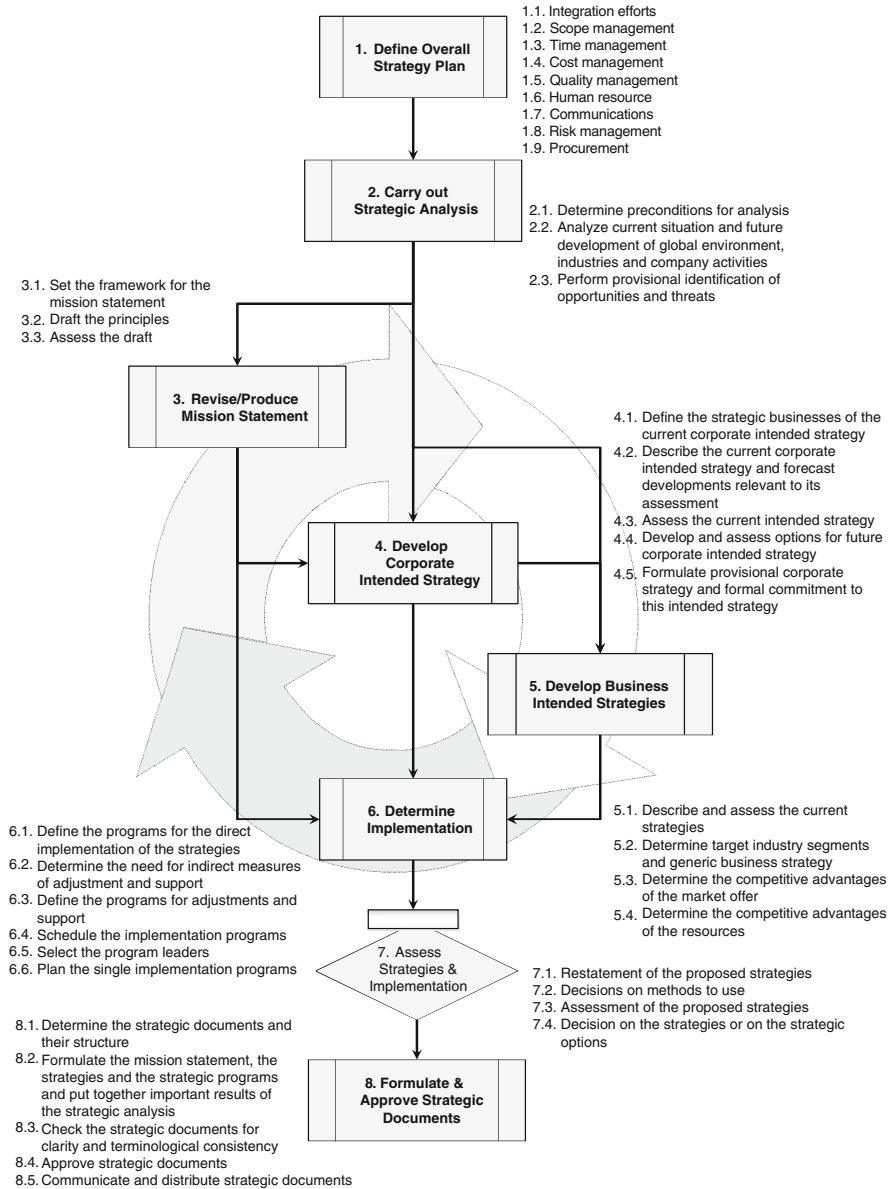 1. Define Overall
Strategy Plan
1.1. Integration efforts
1.2. Scope management
1.3. Time management
1.4. Cost management
1.5. Quality management
1.6. Human resource
1.7. Communications
1.8. Risk management
1.9. Procurement
2. Carry out
Strategic Analysis
2.1. Determine preconditions for analysis
2.2. Analyze current situation and future
development of global environment,
industries and company activities
2.3. Perform provisional identification of
opportunities and threats
3.1. Set the framework for the
mission statement
3.2. Draft the principles
3.3. Assess the draft
3. Revise/Produce
Mission Statement
4.1. Define the strategic businesses of the
current corporate intended strategy
4.2. Describe the current corporate
intended strategy and forecast
developments relevant to its
assessment
4.3. Assess the current intended strategy
4.4. Develop and assess options for future
corporate intended strategy
4.5. Formulate provisional corporate
strategy and formal commitment to
this intended strategy
4. Develop
Corporate
Intended Strategy
5. Develop Business
Intended Strategies
5.1. Describe and assess the current
strategies
5.2. Determine target industry segments
and generic business strategy
5.3. Determine the competitive advantages
of the market offer
5.4. Determine the competitive advantages
of the resources
6. Determine
Implementation
6.1. Define the programs for the direct
implementation of the strategies
6.2. Determine the need for indirect measures
of adjustment and support
6.3. Define the programs for adjustments and
support
6.4. Schedule the implementation programs
6.5. Select the program leaders
6.6. Plan the single implementation programs
7. Assess
Strategies &
Implementation
7.1. Restatement of the proposed strategies
7.2. Decisions on methods to use
7.3. Assessment of the proposed strategies
7.4. Decision on the strategies or on the strategic
options
8.1. Determine the strategic documents and
their structure
8.2. Formulate the mission statement, the
strategies and the strategic programs
and put together important results of
the strategic analysis
8.3. Check the strategic documents for
clarity and terminological consistency
8.4. Approve strategic documents
8.5. Communicate and distribute strategic documents
8. Formulate &
Approve Strategic
Documents